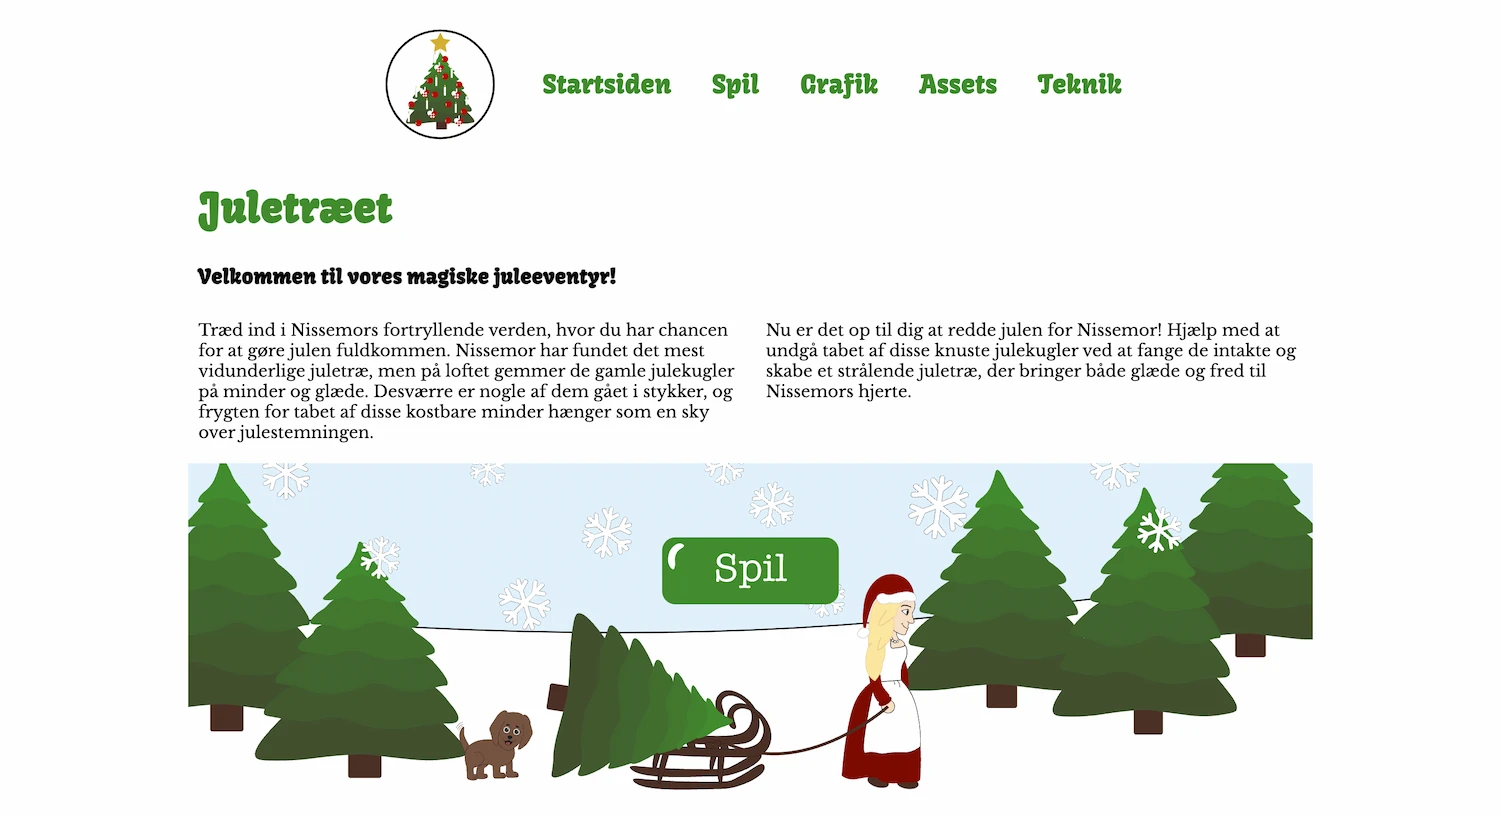 Startsiden Spil Grafik Assets Teknik
Juletræet
Velkommen til vores magiske juleeventyr!
Træd ind i Nissemors fortryllende verden, hvor du har chancen
for at gøre julen fuldkommen. Nissemor har fundet det mest
vidunderlige juletræ, men på loftet gemmer de gamle julekugler
på minder og glæde. Desværre er nogle af dem gået i stykker, og
frygten for tabet af disse kostbare minder hænger som en sky
over julestemningen.
Nu er det op til dig at redde julen for Nissemor! Hjælp med at
undgå tabet af disse knuste julekugler ved at fange de intakte og
skabe et strålende juletræ, der bringer både glæde og fred til
Nissemors hjerte.
Spil